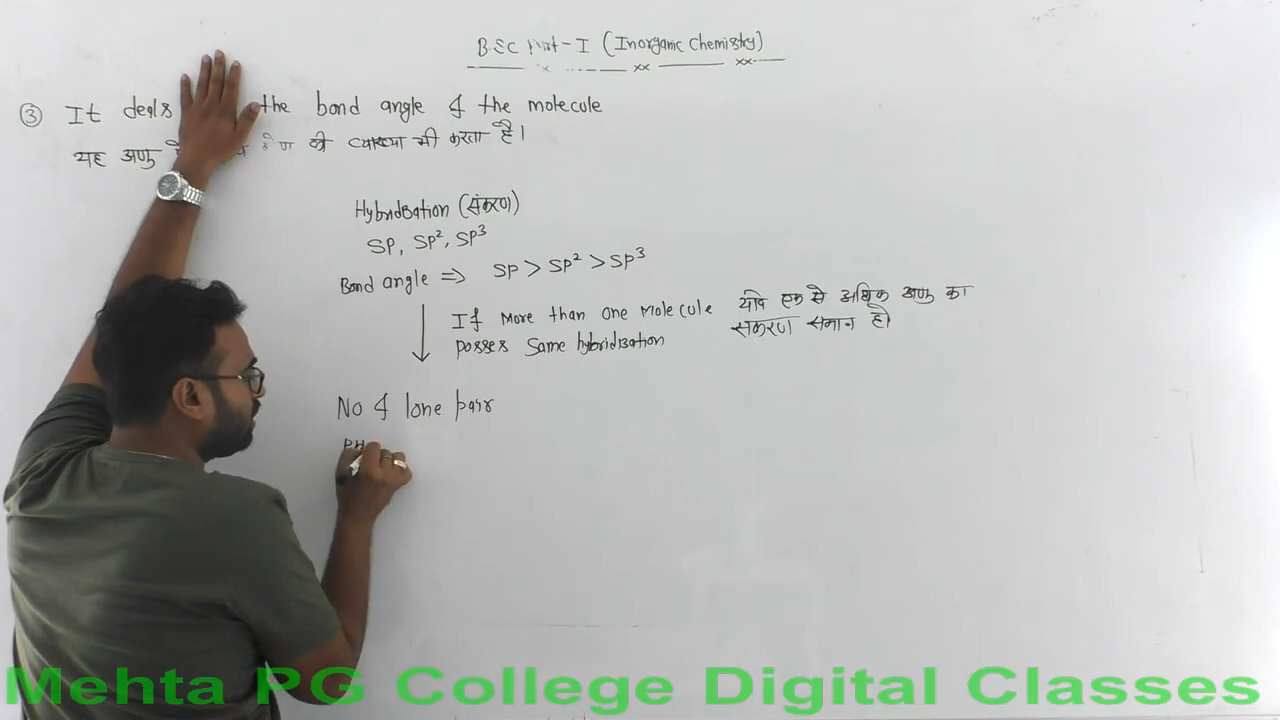 B.SC Part-I (Inorganic Chemistry)
③ It deals the bond angle of the molecule
यह अणु की व्याख्या भी करता है।
Hybridisation (संकरण)
SP, SP², SP³
Bond angle ⇒ SP > SP² > SP³
If More than one Molecule यदि एक से अधिक अणु का
posses Same hybridisation संकरण समान हो
No of lone pair
PH
Mehta PG College Digital Classes